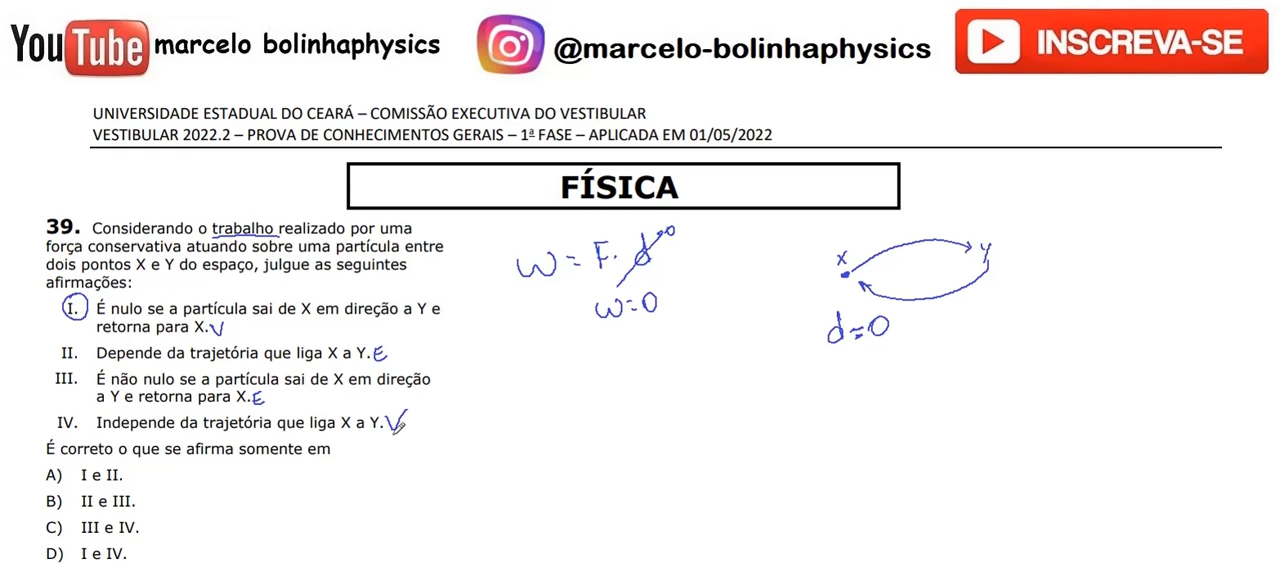 YouTube marcelo bolinhaphysics @marcelo-bolinhaphysics INSCREVA-SE
UNIVERSIDADE ESTADUAL DO CEARÁ – COMISSÃO EXECUTIVA DO VESTIBULAR
VESTIBULAR 2022.2 – PROVA DE CONHECIMENTOS GERAIS – 1ª FASE – APLICADA EM 01/05/2022
FÍSICA
39. Considerando o trabalho realizado por uma
força conservativa atuando sobre uma partícula entre
dois pontos X e Y do espaço, julgue as seguintes
afirmações:
I. É nulo se a partícula sai de X em direção a Y e
retorna para X. V
II. Depende da trajetória que liga X a Y. E
III. É não nulo se a partícula sai de X em direção
a Y e retorna para X. E
IV. Independe da trajetória que liga X a Y. V
É correto o que se afirma somente em
A) I e II.
B) II e III.
C) III e IV.
D) I e IV.
W = F. d 0
W=0
X Y
d=0